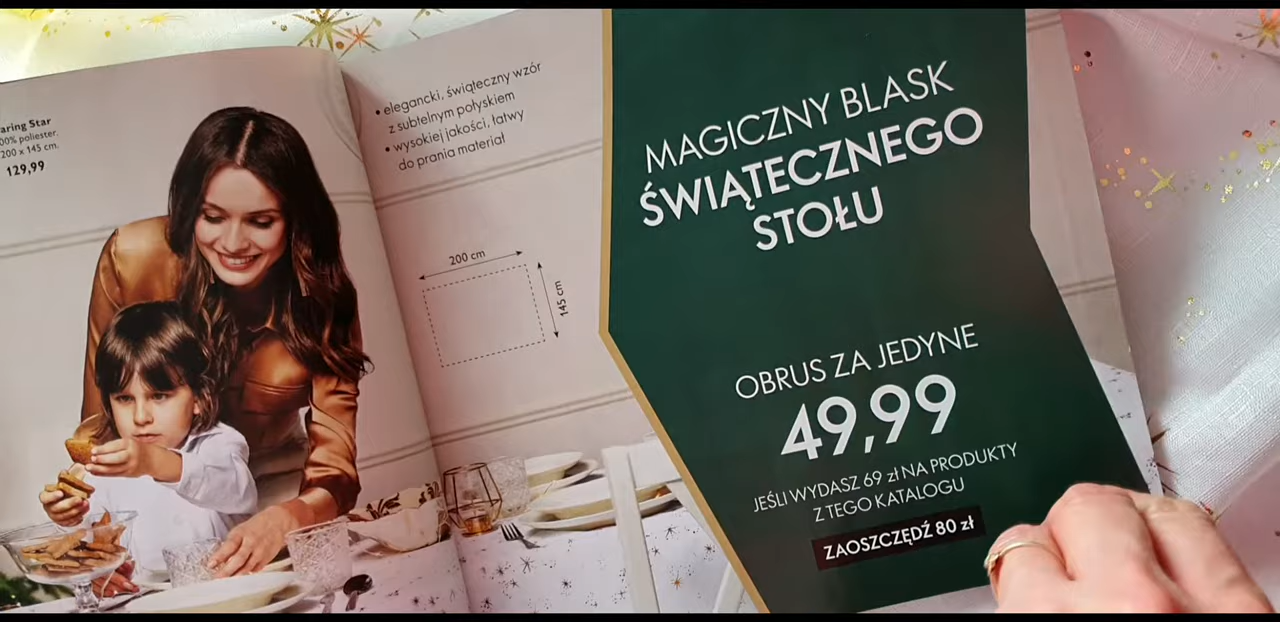 aring Star
00% poliester.
200 x 145 cm.
129,99
• elegancki, świąteczny wzór
z subtelnym połyskiem
• wysokiej jakości, łatwy
do prania materiał
200 cm
145 cm
MAGICZNY BLASK
ŚWIĄTECZNEGO
STOŁU
OBRUS ZA JEDYNE
49,99
JEŚLI WYDASZ 69 zł NA PRODUKTY
Z TEGO KATALOGU
ZAOSZCZĘDŹ 80 zł